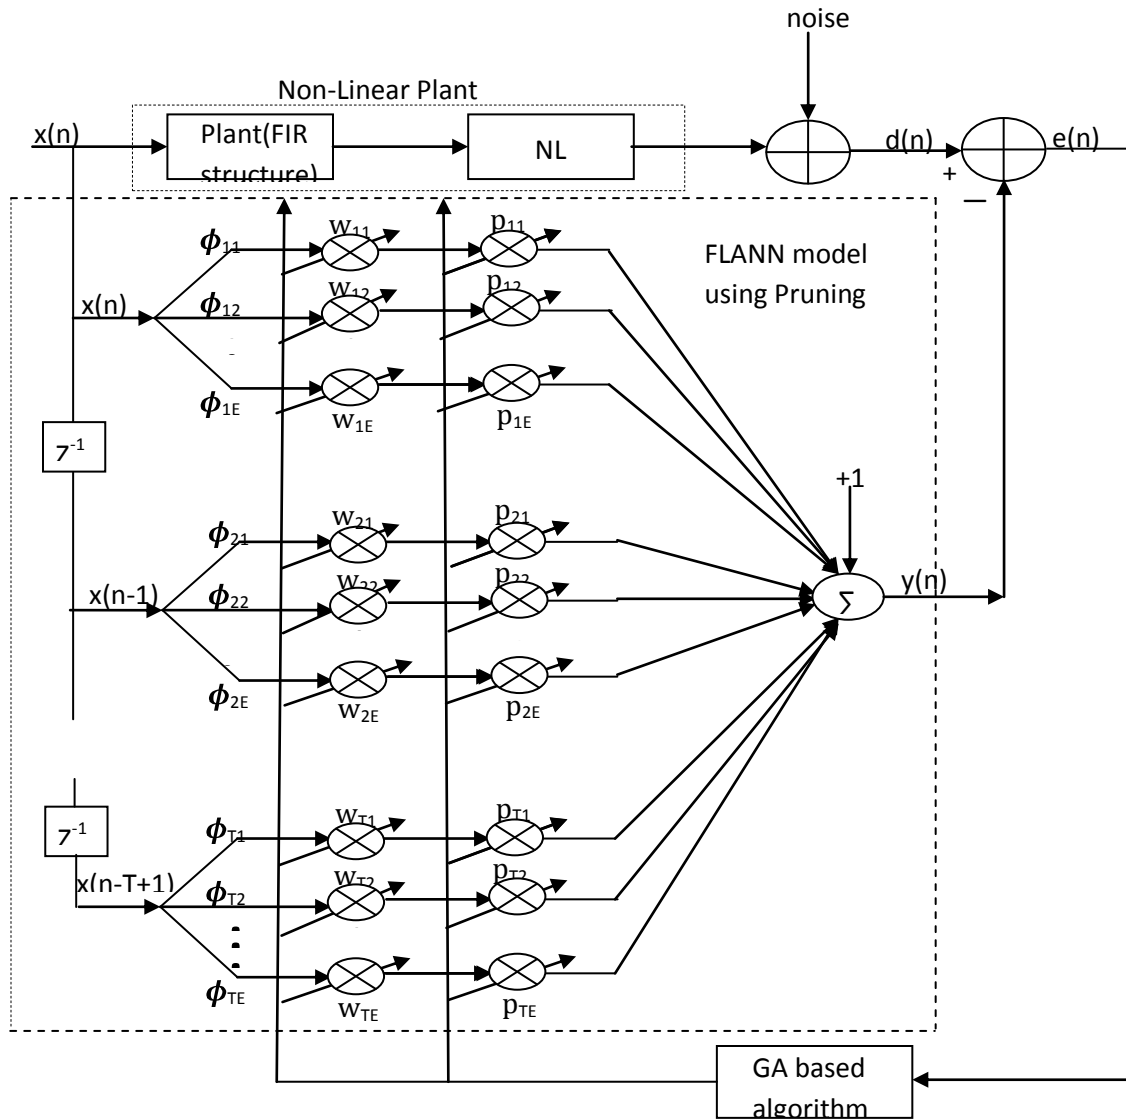 noise
Non-Linear Plant
x(n)
Plant(FIR
structure)
NL
d(n)
e(n)
+
−
FLANN model
using Pruning
ϕ11
w11
p11
x(n)
ϕ12
w12
p12
ϕ1E
w1E
p1E
z-1
+1
ϕ21
w21
p21
x(n-1)
ϕ22
w22
p22
Σ
y(n)
ϕ2E
w2E
p2E
z-1
ϕT1
wT1
pT1
x(n-T+1)
ϕT2
wT2
pT2
ϕTE
wTE
pTE
GA based
algorithm